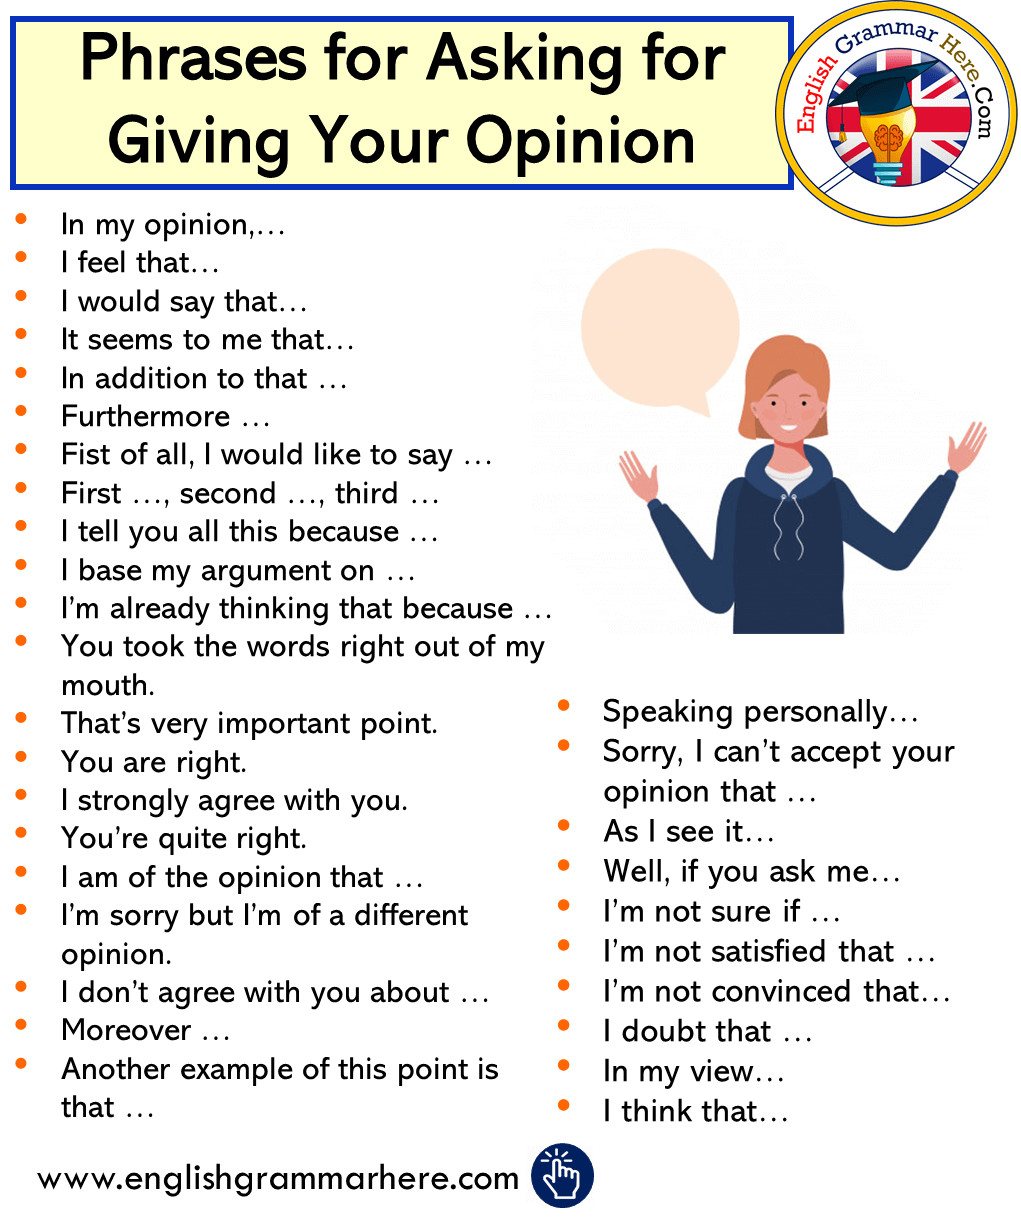 Phrases for Asking for
Giving Your Opinion
English Grammar Here.Com
In my opinion,…
I feel that…
I would say that…
It seems to me that…
In addition to that …
Furthermore …
Fist of all, I would like to say …
First …, second …, third …
I tell you all this because …
I base my argument on …
I’m already thinking that because …
You took the words right out of my
mouth.
That’s very important point.
You are right.
I strongly agree with you.
You’re quite right.
I am of the opinion that …
I’m sorry but I’m of a different
opinion.
I don’t agree with you about …
Moreover …
Another example of this point is
that …
Speaking personally…
Sorry, I can’t accept your
opinion that …
As I see it…
Well, if you ask me…
I’m not sure if …
I’m not satisfied that …
I’m not convinced that…
I doubt that …
In my view…
I think that…
www.englishgrammarhere.com